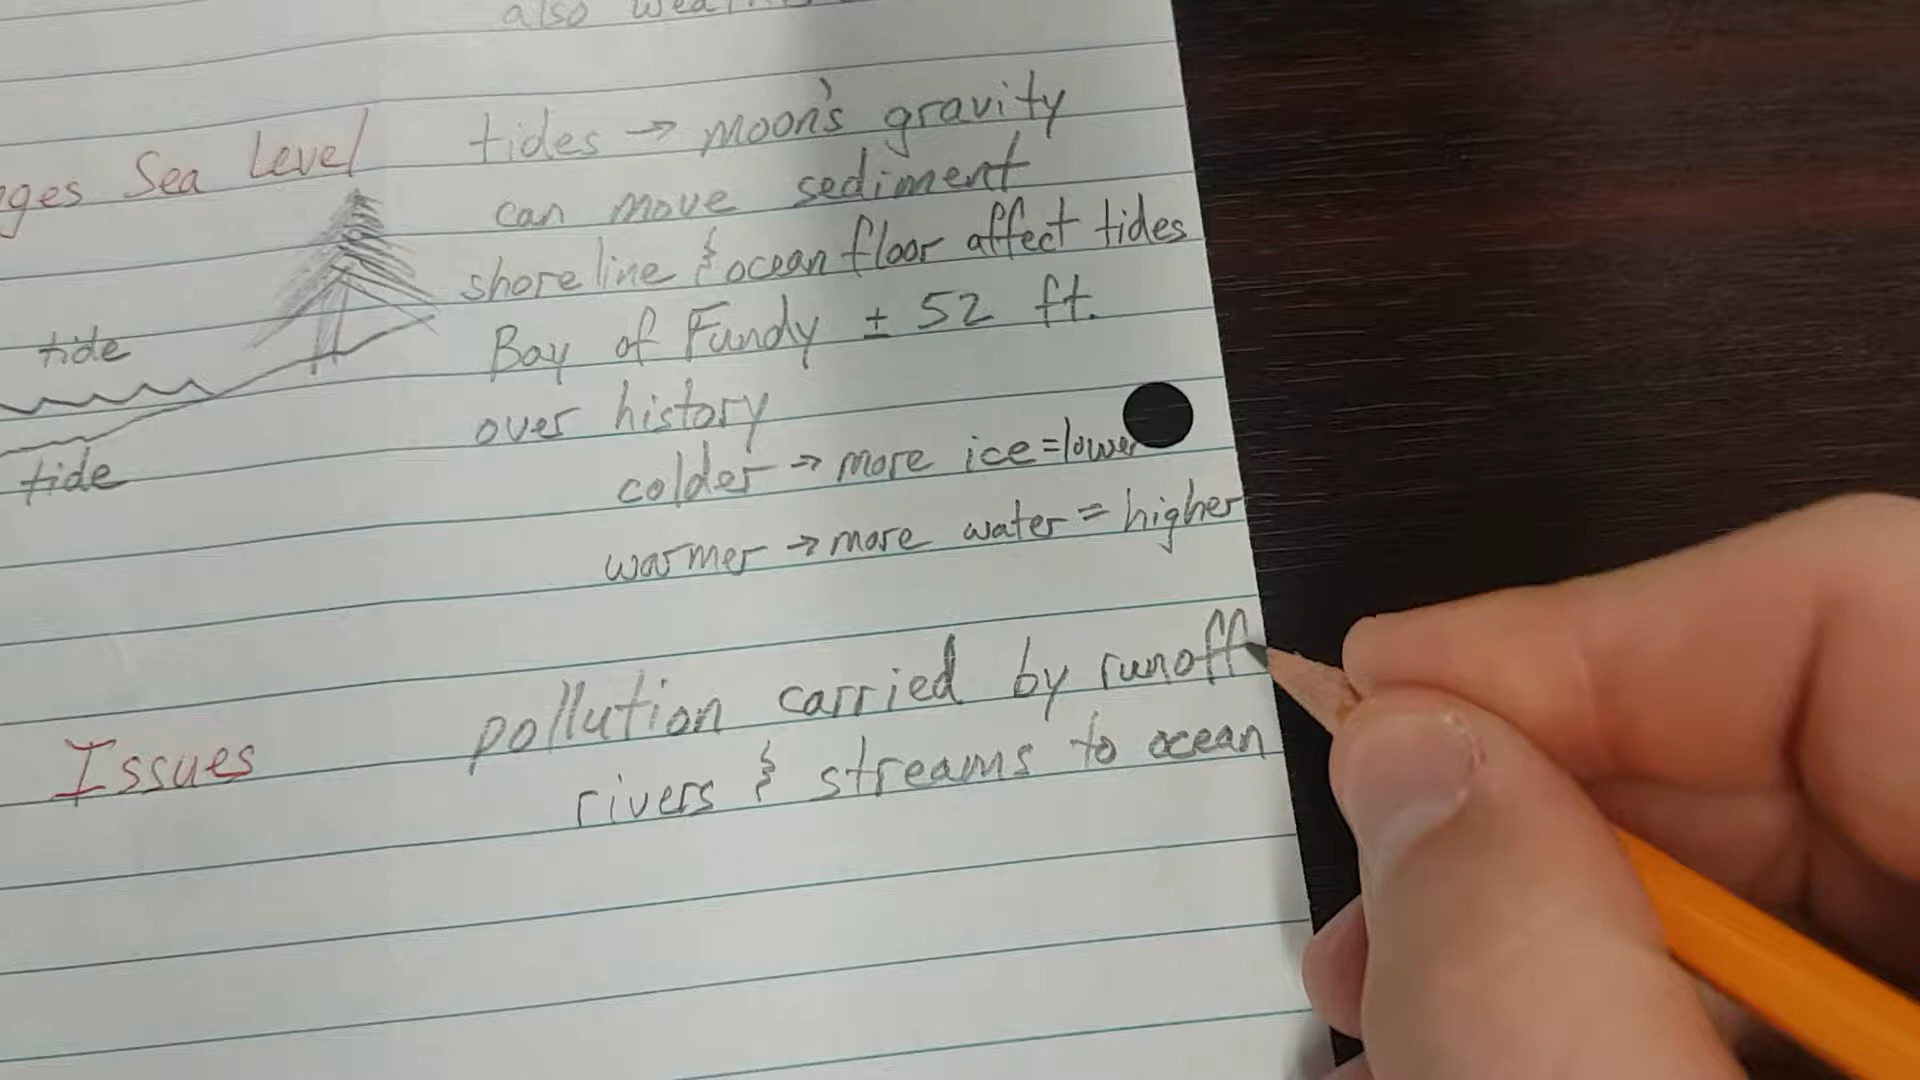 also
Sea Level
tides → moon's gravity
can move sediment
shoreline & ocean floor affect tides
Bay of Fundy ± 52 ft.
tide
over history
colder → more ice = lower
tide
warmer → more water = higher
Issues
pollution carried by runoff
rivers & streams to ocean